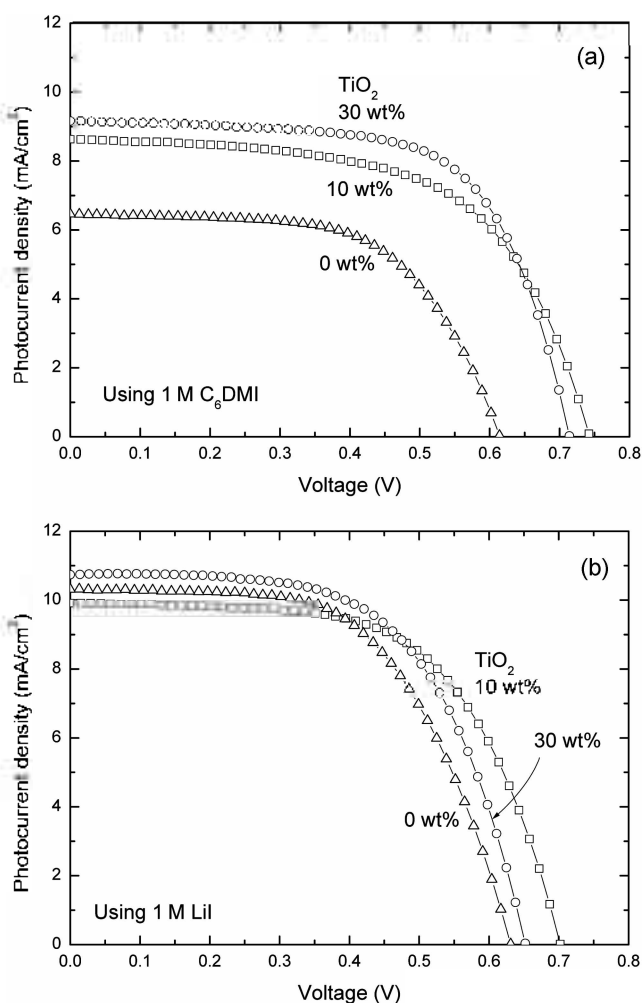 12
10
8
6
4
2
0
Photocurrent density (mA/cm²)
(a)
TiO₂
30 wt%
10 wt%
0 wt%
Using 1 M C₆DMI
0.0 0.1 0.2 0.3 0.4 0.5 0.6 0.7 0.8
Voltage (V)
12
10
8
6
4
2
0
Photocurrent density (mA/cm²)
(b)
TiO₂
10 wt%
30 wt%
0 wt%
Using 1 M LiI
0.0 0.1 0.2 0.3 0.4 0.5 0.6 0.7 0.8
Voltage (V)